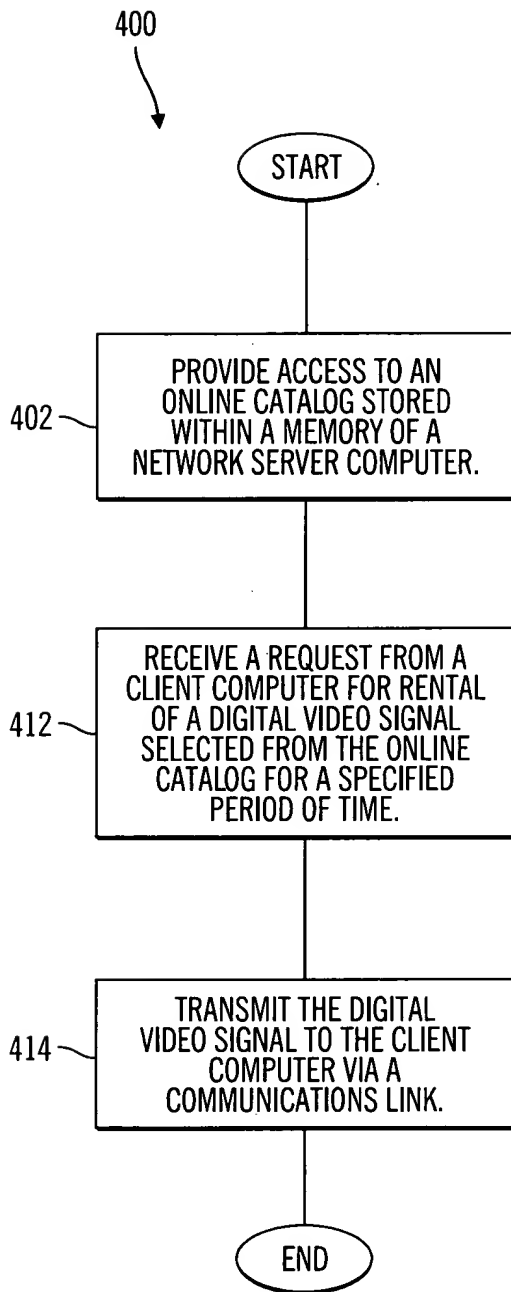 400
START
402
PROVIDE ACCESS TO AN
ONLINE CATALOG STORED
WITHIN A MEMORY OF A
NETWORK SERVER COMPUTER.
412
RECEIVE A REQUEST FROM A
CLIENT COMPUTER FOR RENTAL
OF A DIGITAL VIDEO SIGNAL
SELECTED FROM THE ONLINE
CATALOG FOR A SPECIFIED
PERIOD OF TIME.
414
TRANSMIT THE DIGITAL
VIDEO SIGNAL TO THE CLIENT
COMPUTER VIA A
COMMUNICATIONS LINK.
END